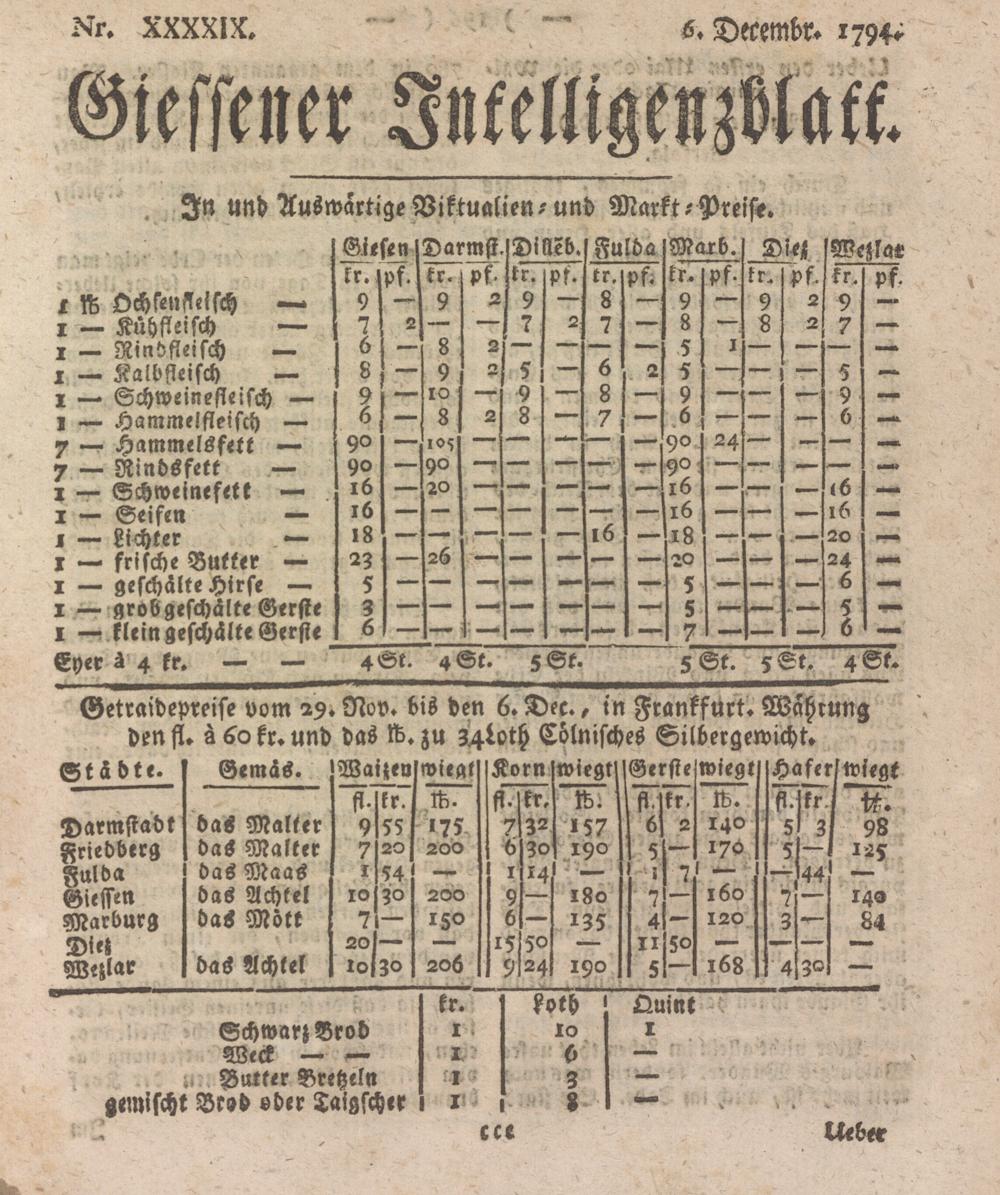 Nr. XXXXIX. 6. Decembr. 1794.
Giessener Intelligenzblatt.
In und Auswärtige Viktualien- und Markt-Preise.
Giesen Darmst. Dillēb. Fulda Marb. Diez Wezlar
kr. pf. kr. pf. kr. pf. kr. pf. kr. pf. kr. pf.
1 ℔ Ochsenfleisch — 9 — 9 2 9 — 8 — 9 — 9 2 9 —
1 — Kühfleisch — 7 2 — — 7 2 7 — 8 — 8 2 7 —
1 — Rindfleisch — 6 — 8 2 — — — — 5 1 — — — —
1 — Kalbfleisch — 8 — 9 2 5 — 6 2 5 — — — 5 —
1 — Schweinefleisch — 9 — 10 — 9 — 8 — 9 — — — 9 —
1 — Hammelfleisch — 6 — 8 2 8 — 7 — 6 — — — 6 —
7 — Hammelsfett — 90 — 105 — — — — — 90 24 — — — —
7 — Rindsfett — 90 — 90 — — — — — 90 — — — — —
1 — Schweinefett — 16 — 20 — — — — — 16 — — — 16 —
1 — Seifen — 16 — — — — — — — 16 — — — 16 —
1 — Lichter — 18 — — — — — 16 — 18 — — — 20 —
1 — frische Butter — 23 — 26 — — — — — 20 — — — 24 —
1 — geschälte Hirse — 5 — — — — — — — 5 — — — 6 —
1 — grobgeschälte Gerste 3 — — — — — — — 5 — — — 5 —
1 — klein geschälte Gerste 6 — — — — — — — 7 — — — 6 —
Eyer à 4 kr. — — 4 St. 4 St. 5 St. 5 St. 5 St. 4 St.
Getraidepreise vom 29. Nov. bis den 6. Dec., in Frankfurt. Währung
den fl. à 60 kr. und das ℔. zu 34 Loth Cölnisches Silbergewicht.
Städte. Gemäs. Waizen wiegt Korn wiegt Gerste wiegt Hafer wiegt
fl. kr. ℔. fl. kr. ℔. fl. kr. ℔. fl. kr. ℔.
Darmstadt das Malter 9 55 175 7 32 157 6 2 140 5 3 98
Friedberg das Malter 7 20 200 6 30 190 5 — 170 5 — 125
Fulda das Maas 1 54 — 1 14 — 1 7 — — 44 —
Giessen das Achtel 10 30 200 9 — 180 7 — 160 7 — 140
Marburg das Mött 7 — 150 6 — 135 4 — 120 3 — 84
Diez 20 — — 15 50 — 11 50 — — — —
Wezlar das Achtel 10 30 206 9 24 190 5 — 168 4 30 —
kr. Loth Quint
Schwarz Brod 1 10 1
Weck — — 1 6 —
Butter Bretzeln 1 3 —
gemischt Brod oder Taigscher 1 8 —
ccc Ueber